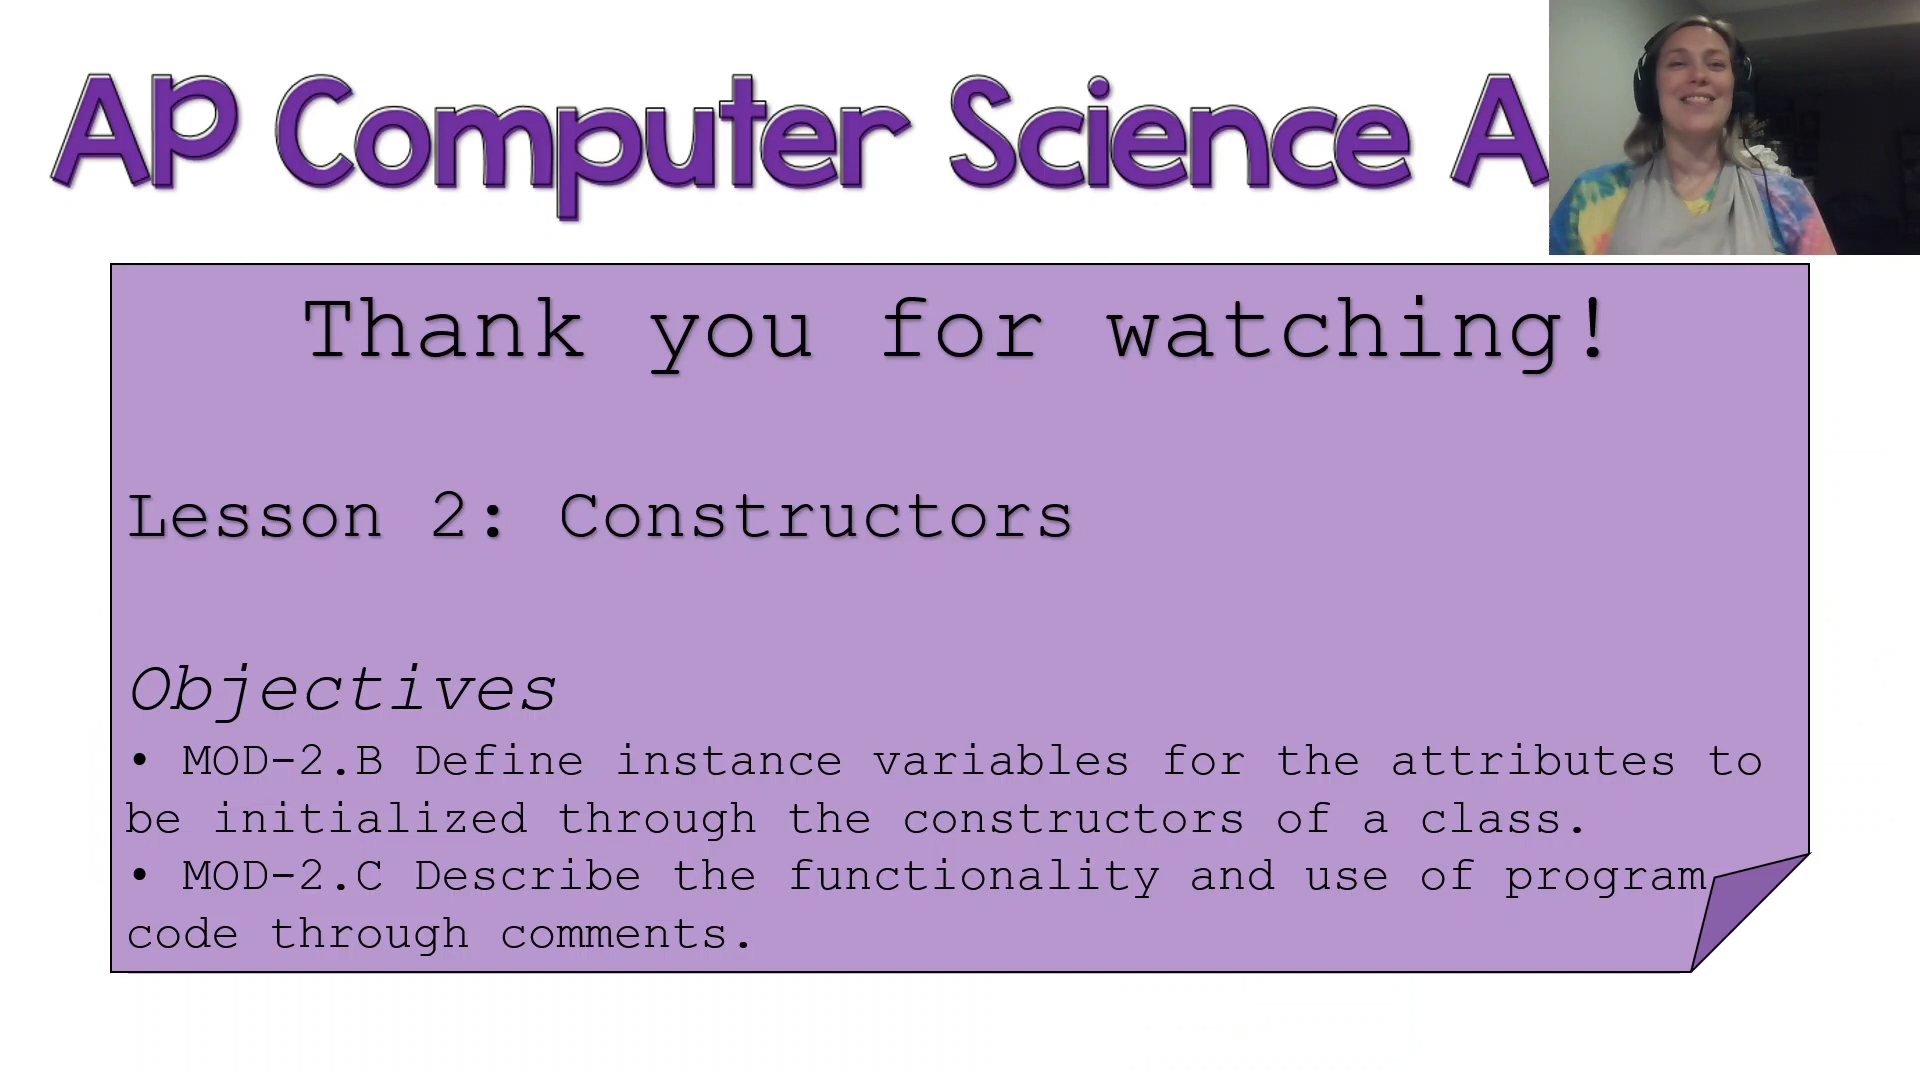 AP Computer Science A
Thank you for watching!
Lesson 2: Constructors
Objectives
• MOD-2.B Define instance variables for the attributes to
be initialized through the constructors of a class.
• MOD-2.C Describe the functionality and use of program
code through comments.